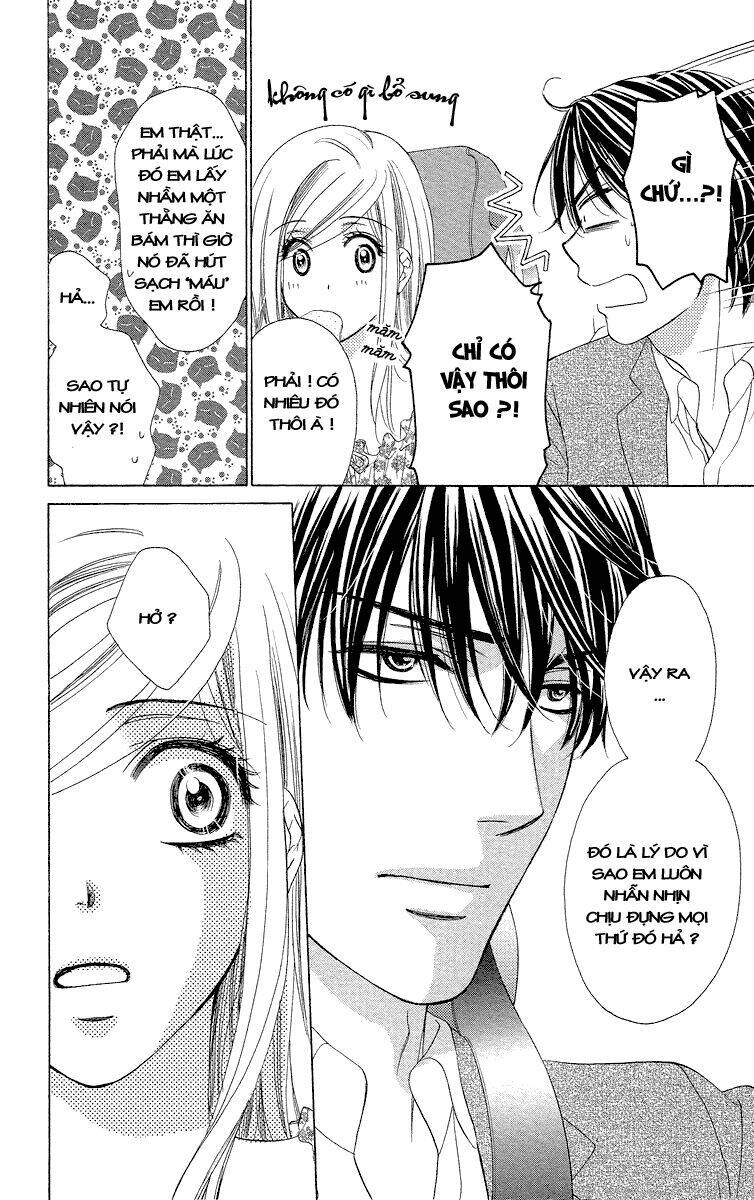 GÌ
CHỨ...?!
CHỈ CÓ
VẬY THÔI
SAO ?!
không có gì bổ sung
măm
măm
PHẢI ! CÓ
NHIÊU ĐÓ
THÔI À !
EM THẬT...
PHẢI MÀ LÚC
ĐÓ EM LẤY
NHẦM MỘT
THẰNG ĂN
BÁM THÌ GIỜ
NÓ ĐÃ HÚT
SẠCH "MÁU"
EM RỒI !
HẢ...
SAO TỰ
NHIÊN NÓI
VẬY ?!
VẬY RA
...
ĐÓ LÀ LÝ DO VÌ
SAO EM LUÔN
NHẪN NHỊN
CHỊU ĐỰNG MỌI
THỨ ĐÓ HẢ ?
HỞ ?